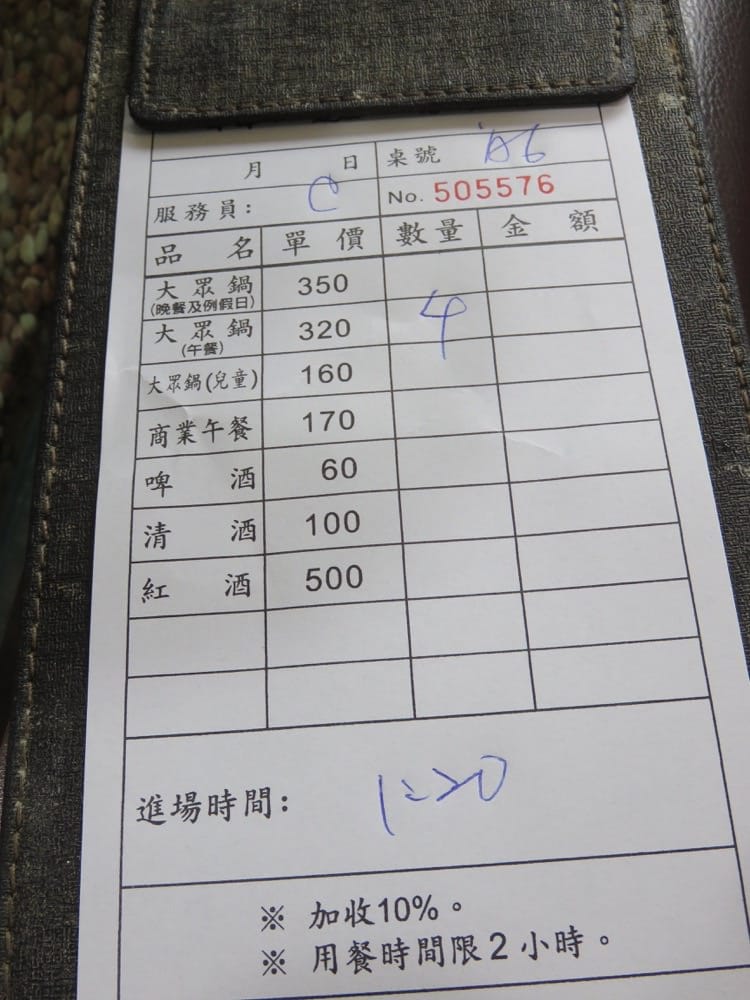 月 日 桌號 A6
服務員: C No. 505576
品名 單價 數量 金額
大眾鍋 350
(晚餐及例假日)
大眾鍋 320 4
(午餐)
大眾鍋(兒童) 160
商業午餐 170
啤酒 60
清酒 100
紅酒 500
進場時間: 1:20
※ 加收10%。
※ 用餐時間限2小時。